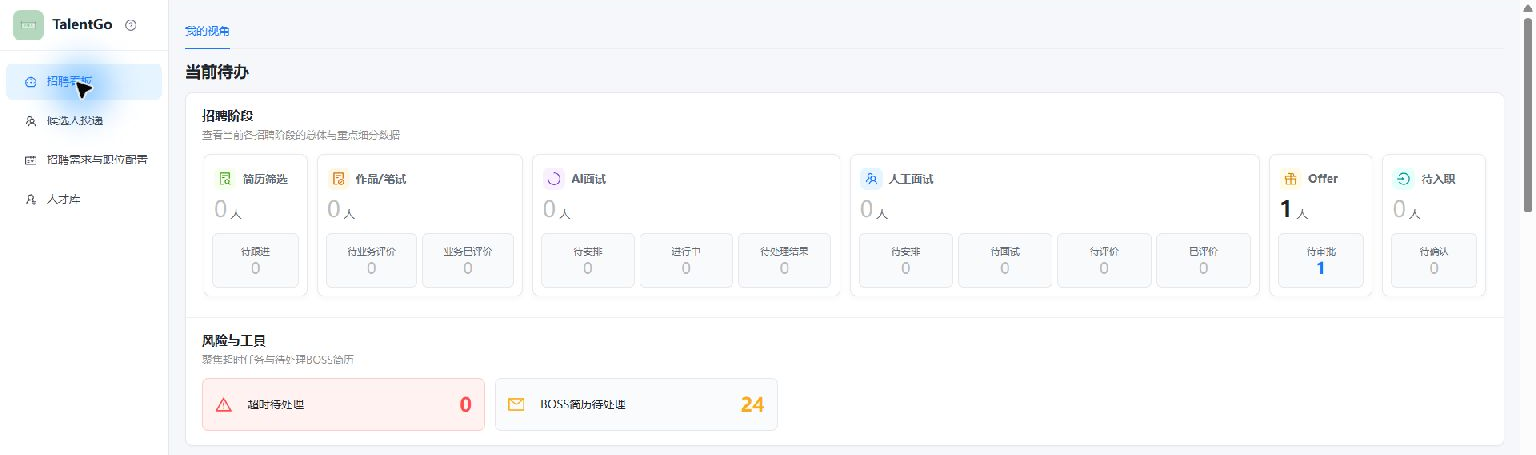 TalentGo
招聘看板
候选人投递
招聘需求与职位配置
人才库
我的视角
当前待办
招聘阶段
查看当前各招聘阶段的总体与重点细分数据
简历筛选
0 人
待跟进
0
作品/笔试
0 人
待业务评价
0
业务已评价
0
AI面试
0 人
待安排
0
进行中
0
待处理结果
0
人工面试
0 人
待安排
0
待面试
0
待评价
0
已评价
0
Offer
1 人
待审批
1
待入职
0 人
待确认
0
风险与工具
聚焦超时任务与待处理BOSS简历
超时待处理 0
BOSS简历待处理 24